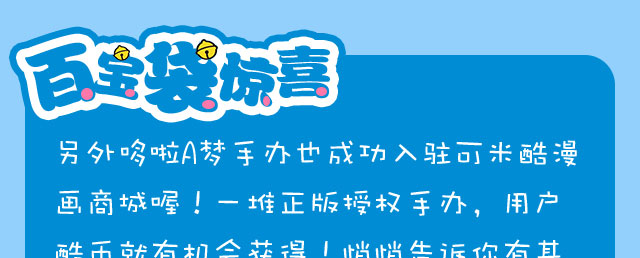 百宝袋惊喜
另外哆啦A梦手办也成功入驻可米酷漫
画商城喔！一堆正版授权手办，用户
酷币就有机会获得！悄悄告诉你有甚